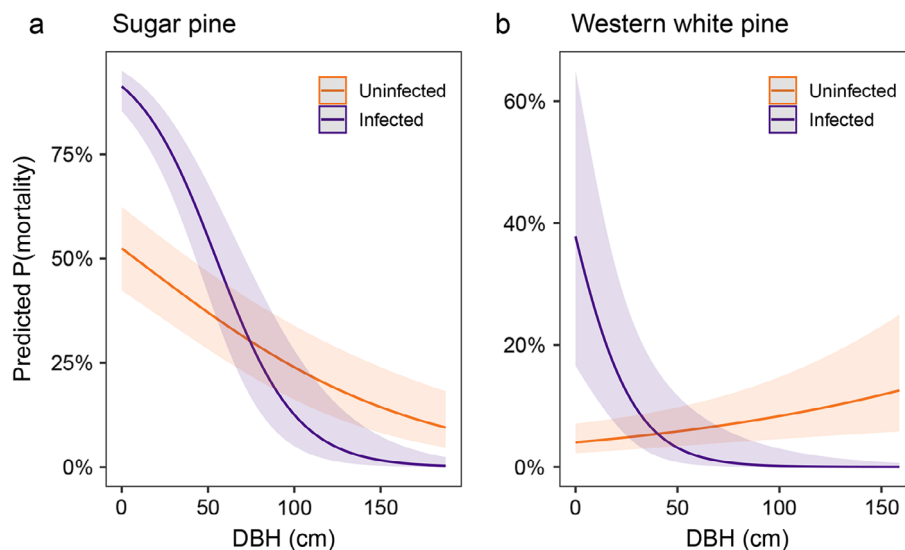 a Sugar pine
b Western white pine
Predicted P(mortality)
75%
50%
25%
0%
0 50 100 150
DBH (cm)
Uninfected
Infected
60%
40%
20%
0%
0 50 100 150
DBH (cm)
Uninfected
Infected